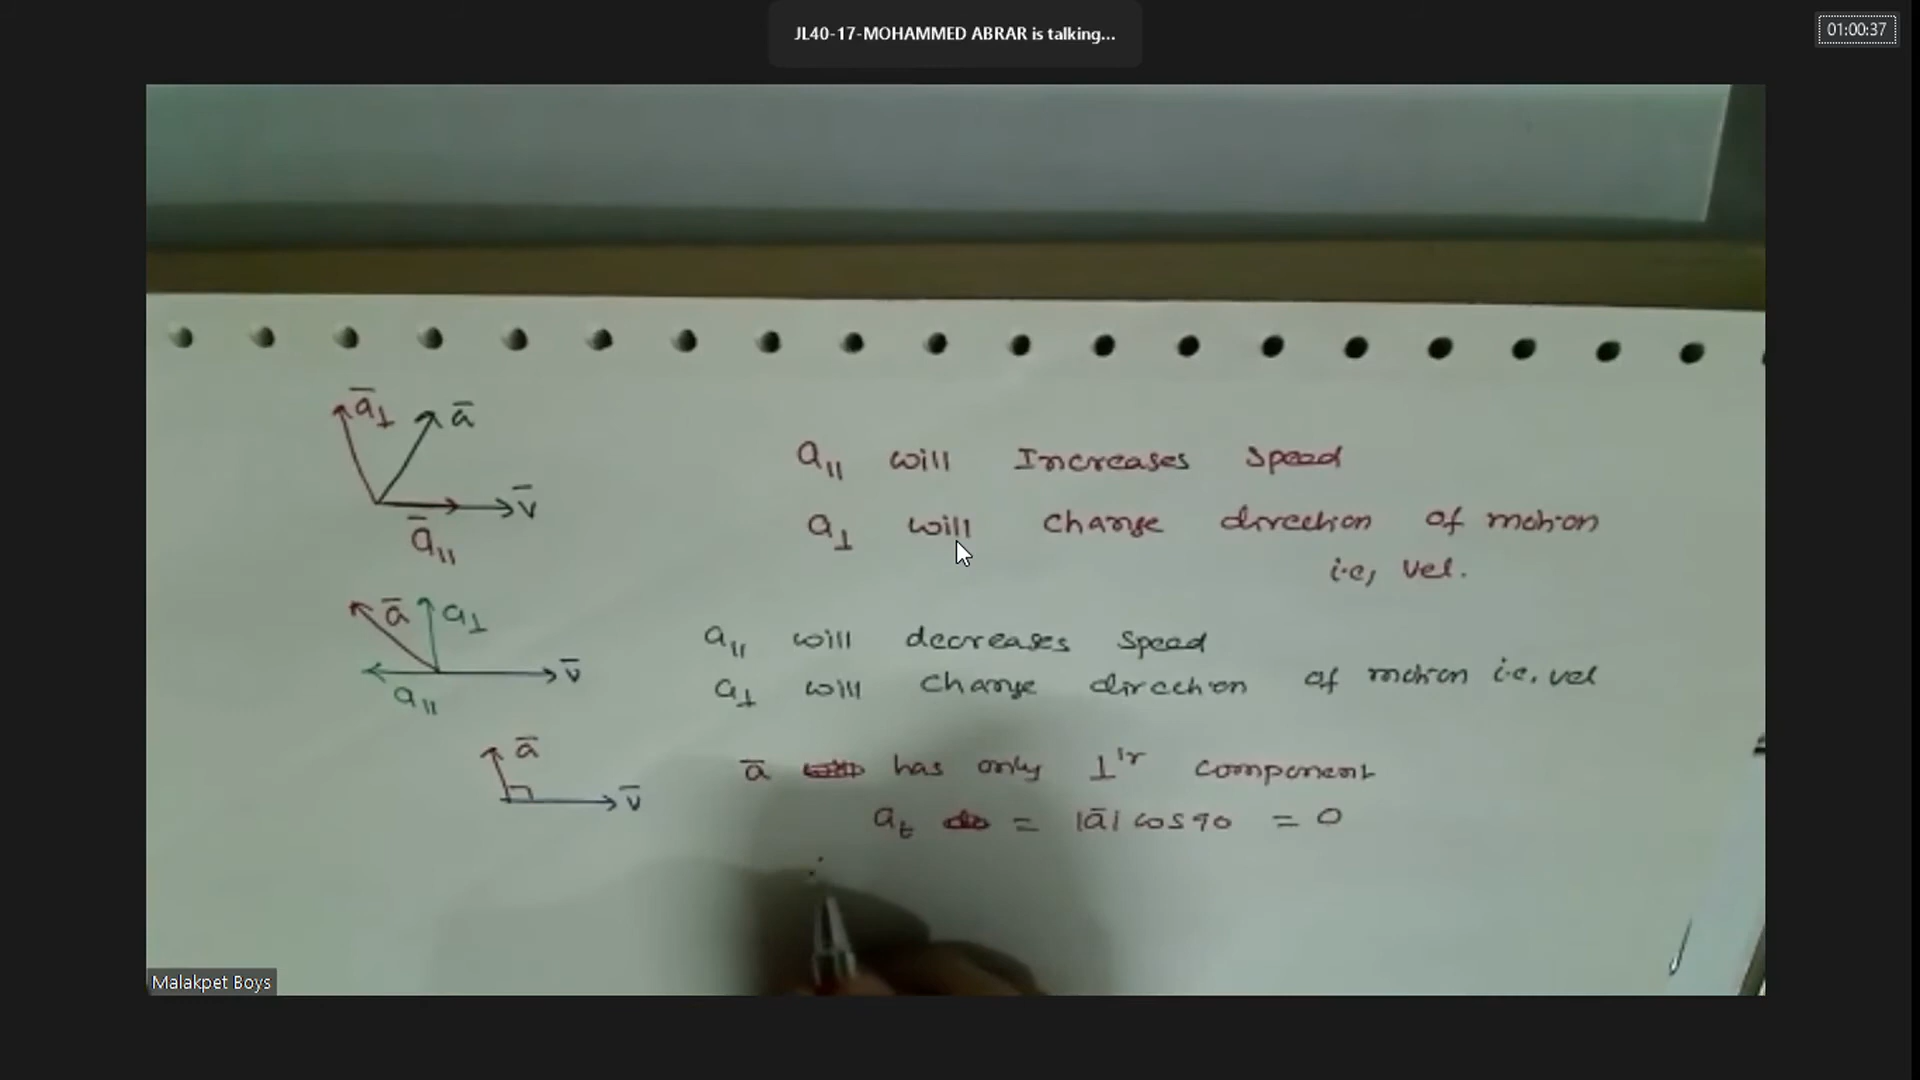 JL40-17-MOHAMMED ABRAR is talking...
01:00:37
a̅⊥ a̅
v̅
a̅||
a|| will Increases speed
a⊥ will change direction of motion
i.e, vel.
a̅ a⊥
v̅
a||
a|| will decreases speed
a⊥ will change direction of motion i.e, vel
a̅
v̅
a̅ has only ⊥'r component
at = |a̅| cos 90 = 0
Malakpet Boys